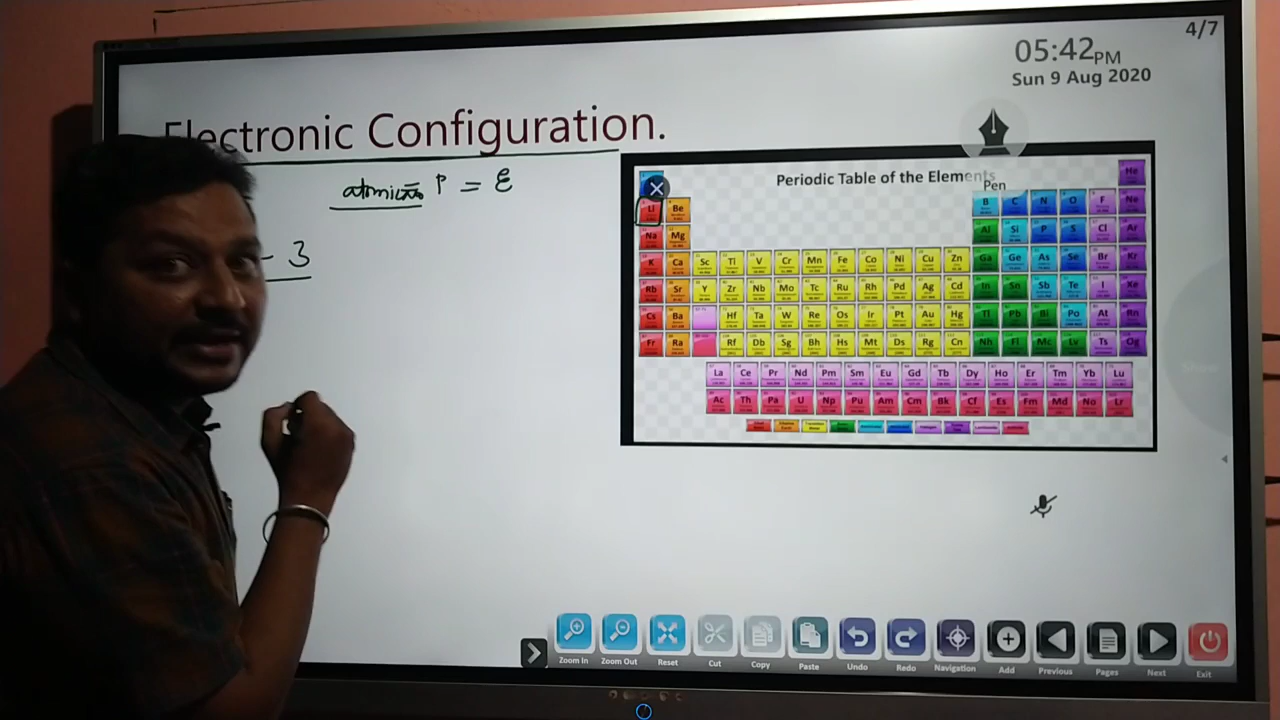 4/7
05:42PM
Sun 9 Aug 2020
Electronic Configuration.
atomic no P = E
- 3
Periodic Table of the Elements
Pen
He
Li Be B C N O F Ne
Na Mg Al Si P S Cl Ar
K Ca Sc Ti V Cr Mn Fe Co Ni Cu Zn Ga Ge As Se Br Kr
Rb Sr Y Zr Nb Mo Tc Ru Rh Pd Ag Cd In Sn Sb Te I Xe
Cs Ba Hf Ta W Re Os Ir Pt Au Hg Tl Pb Bi Po At Rn
Fr Ra Rf Db Sg Bh Hs Mt Ds Rg Cn Nh Fl Mc Lv Ts Og
La Ce Pr Nd Pm Sm Eu Gd Tb Dy Ho Er Tm Yb Lu
Ac Th Pa U Np Pu Am Cm Bk Cf Es Fm Md No Lr
Zoom In Zoom Out Reset Cut Copy Paste Undo Redo Navigation Add Previous Pages Next Exit